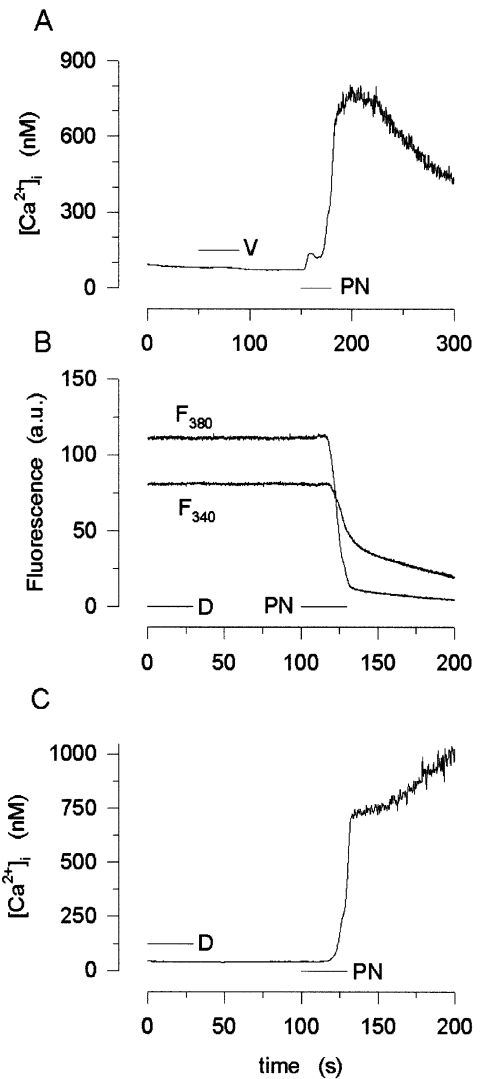 A
[Ca²⁺]ᵢ (nM)
900
600
300
0
V
PN
0 100 200 300
B
Fluorescence (a.u.)
150
100
50
0
F₃₈₀
F₃₄₀
D PN
0 50 100 150 200
C
[Ca²⁺]ᵢ (nM)
1000
750
500
250
0
D
PN
0 50 100 150 200
time (s)